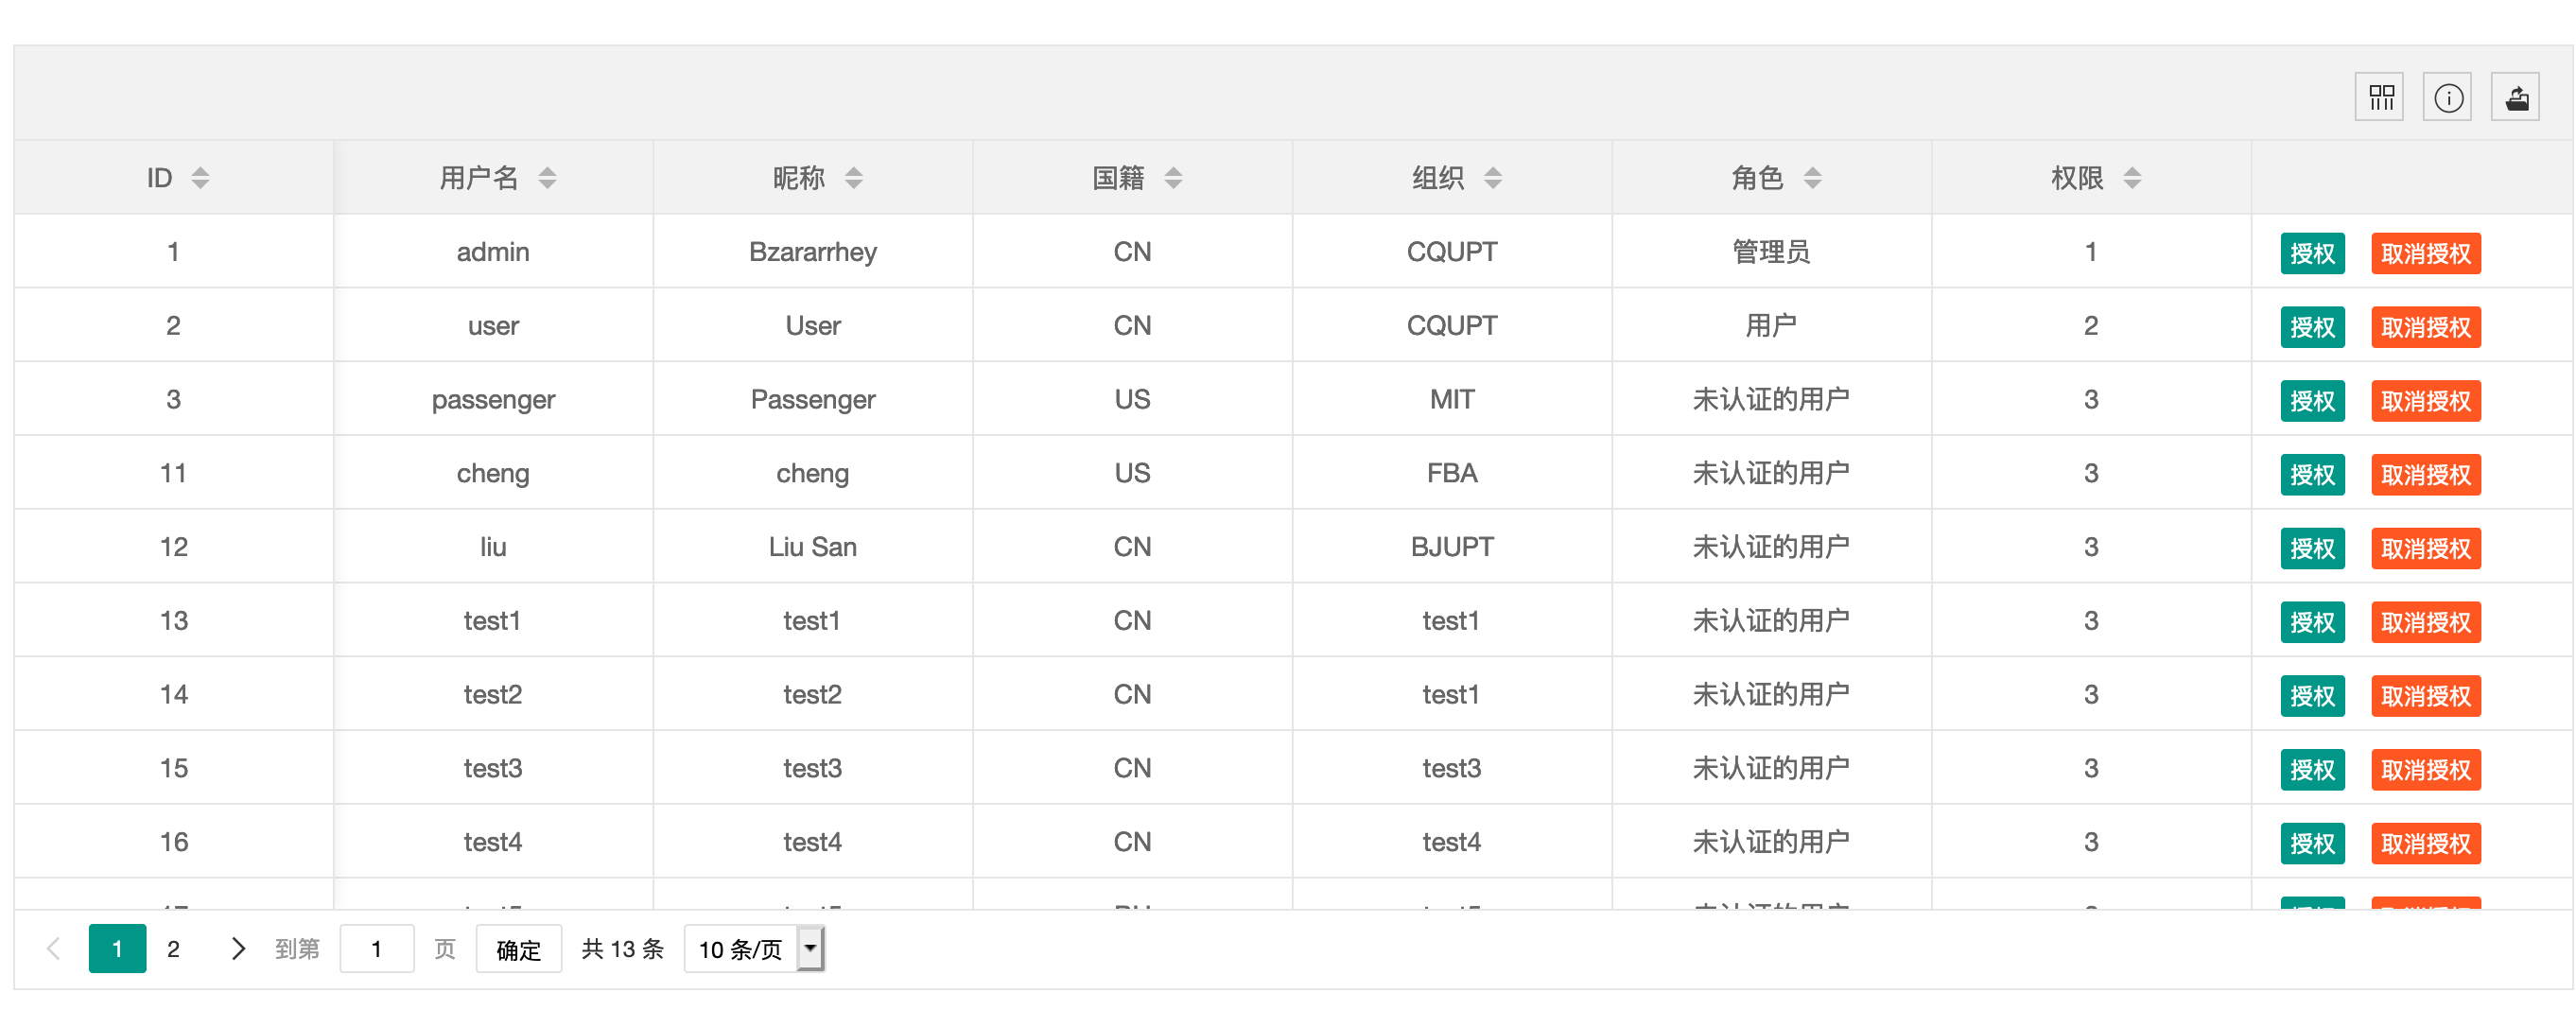 ID 用户名 昵称 国籍 组织 角色 权限
1 admin Bzararrhey CN CQUPT 管理员 1 授权 取消授权
2 user User CN CQUPT 用户 2 授权 取消授权
3 passenger Passenger US MIT 未认证的用户 3 授权 取消授权
11 cheng cheng US FBA 未认证的用户 3 授权 取消授权
12 liu Liu San CN BJUPT 未认证的用户 3 授权 取消授权
13 test1 test1 CN test1 未认证的用户 3 授权 取消授权
14 test2 test2 CN test1 未认证的用户 3 授权 取消授权
15 test3 test3 CN test3 未认证的用户 3 授权 取消授权
16 test4 test4 CN test4 未认证的用户 3 授权 取消授权
1 2 到第 1 页 确定 共 13 条 10 条/页